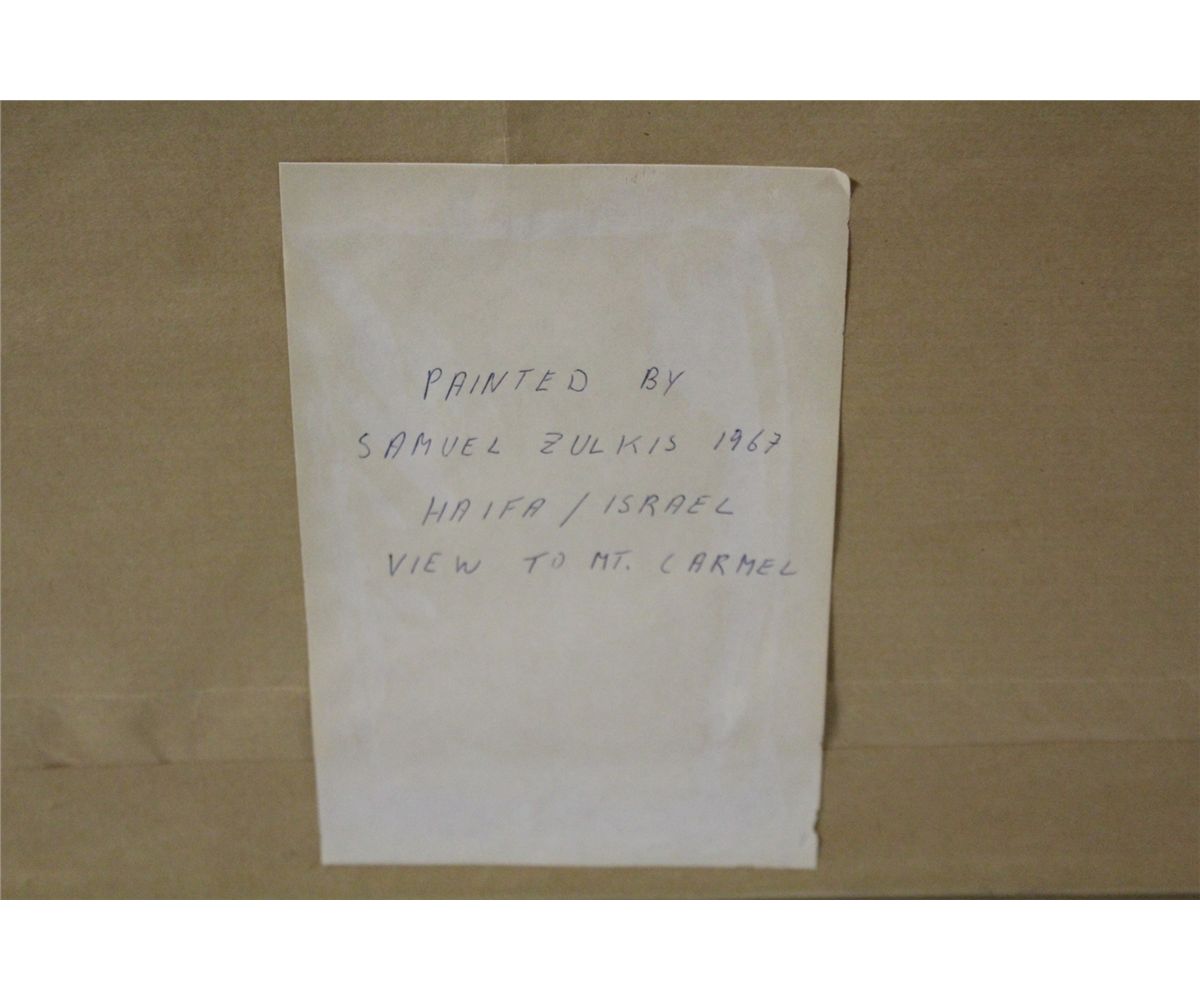 PAINTED BY
SAMUEL ZULKIS 1967
HAIFA / ISRAEL
VIEW TO MT. CARMEL